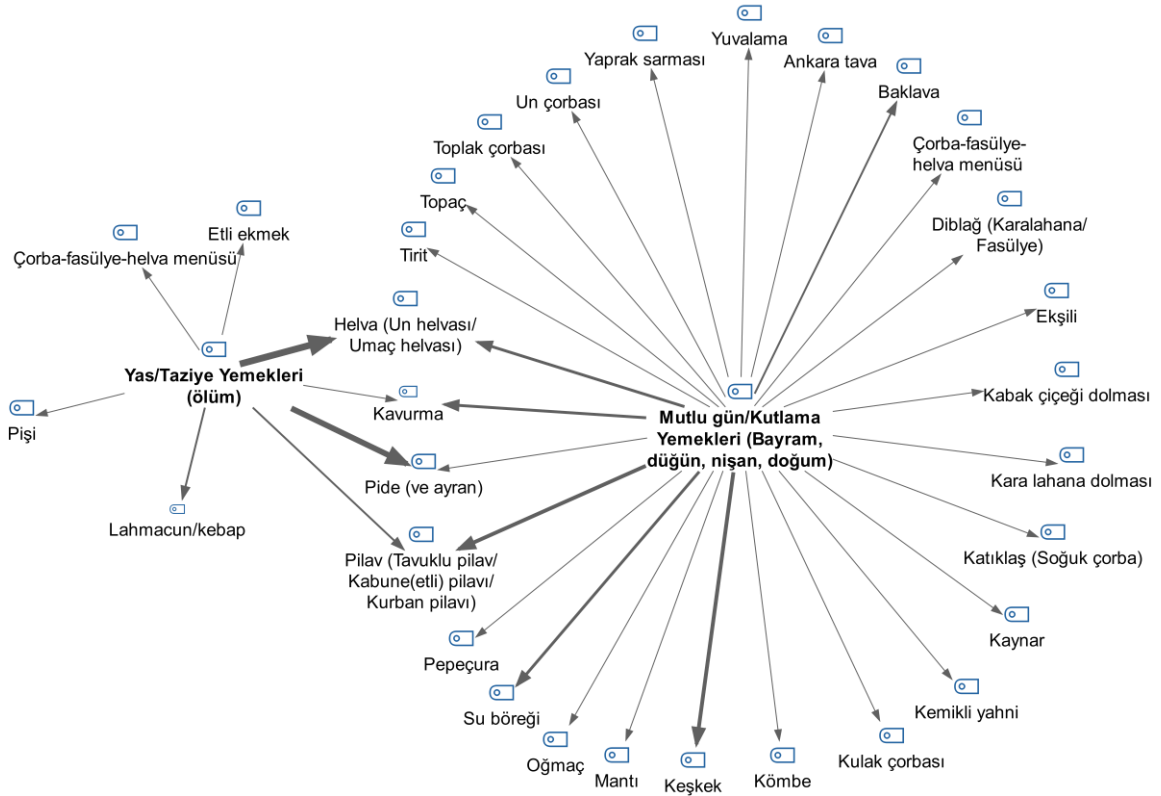 Yuvalama
Yaprak sarması
Ankara tava
Un çorbası
Baklava
Toplak çorbası
Çorba-fasülye-
helva menüsü
Topaç
Diblağ (Karalahana/
Fasülye)
Etli ekmek
Çorba-fasülye-helva menüsü
Tirit
Ekşili
Helva (Un helvası/
Umaç helvası)
Yas/Taziye Yemekleri
(ölüm)
Kabak çiçeği dolması
Kavurma
Mutlu gün/Kutlama
Yemekleri (Bayram,
düğün, nişan, doğum)
Pişi
Pide (ve ayran)
Kara lahana dolması
Lahmacun/kebap
Pilav (Tavuklu pilav/
Kabune(etli) pilavı/
Kurban pilavı)
Katıklaş (Soğuk çorba)
Kaynar
Pepeçura
Su böreği
Kemikli yahni
Oğmaç
Mantı
Keşkek
Kömbe
Kulak çorbası